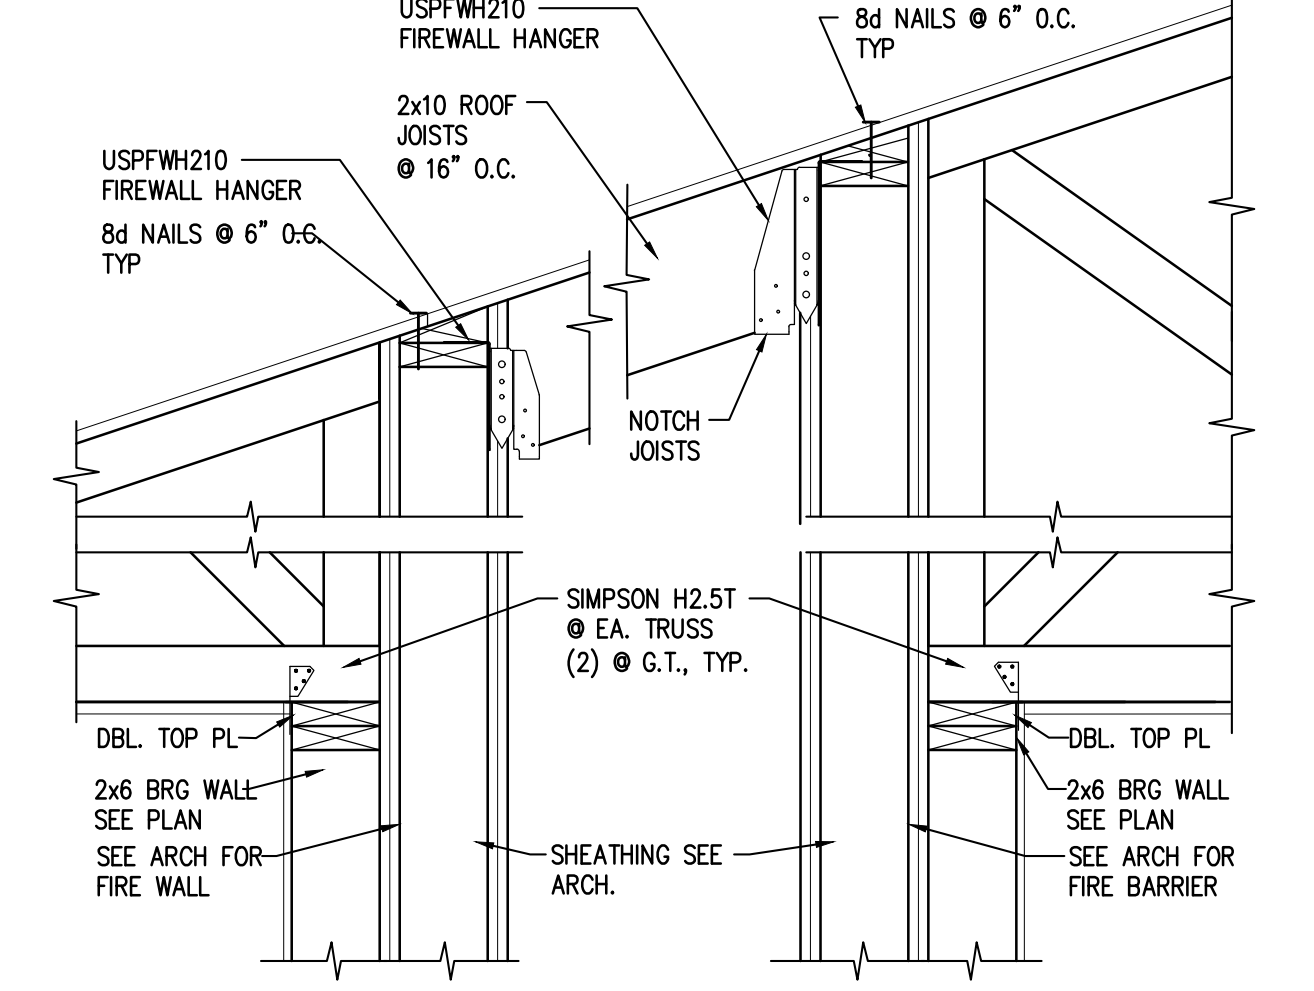 USPFWH210
FIREWALL HANGER
8d NAILS @ 6" O.C.
TYP
2x10 ROOF
JOISTS
@ 16" O.C.
USPFWH210
FIREWALL HANGER
8d NAILS @ 6" O.C.
TYP
NOTCH
JOISTS
SIMPSON H2.5T
@ EA. TRUSS
(2) @ G.T., TYP.
DBL. TOP PL
2x6 BRG WALL
SEE PLAN
SEE ARCH FOR
FIRE WALL
SHEATHING SEE
ARCH.
DBL. TOP PL
2x6 BRG WALL
SEE PLAN
SEE ARCH FOR
FIRE BARRIER